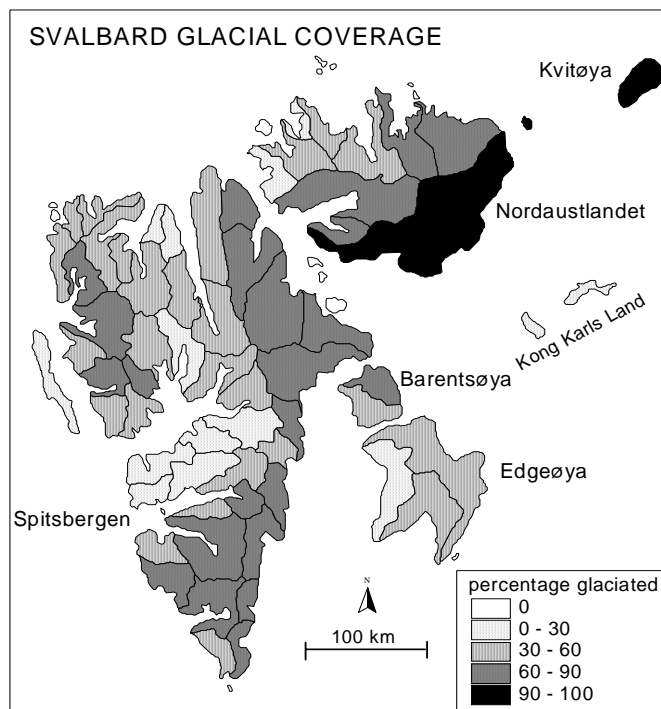 SVALBARD GLACIAL COVERAGE
Kvitøya
Nordaustlandet
Kong Karls Land
Barentsøya
Edgeøya
Spitsbergen
N
100 km
percentage glaciated
0
0 - 30
30 - 60
60 - 90
90 - 100